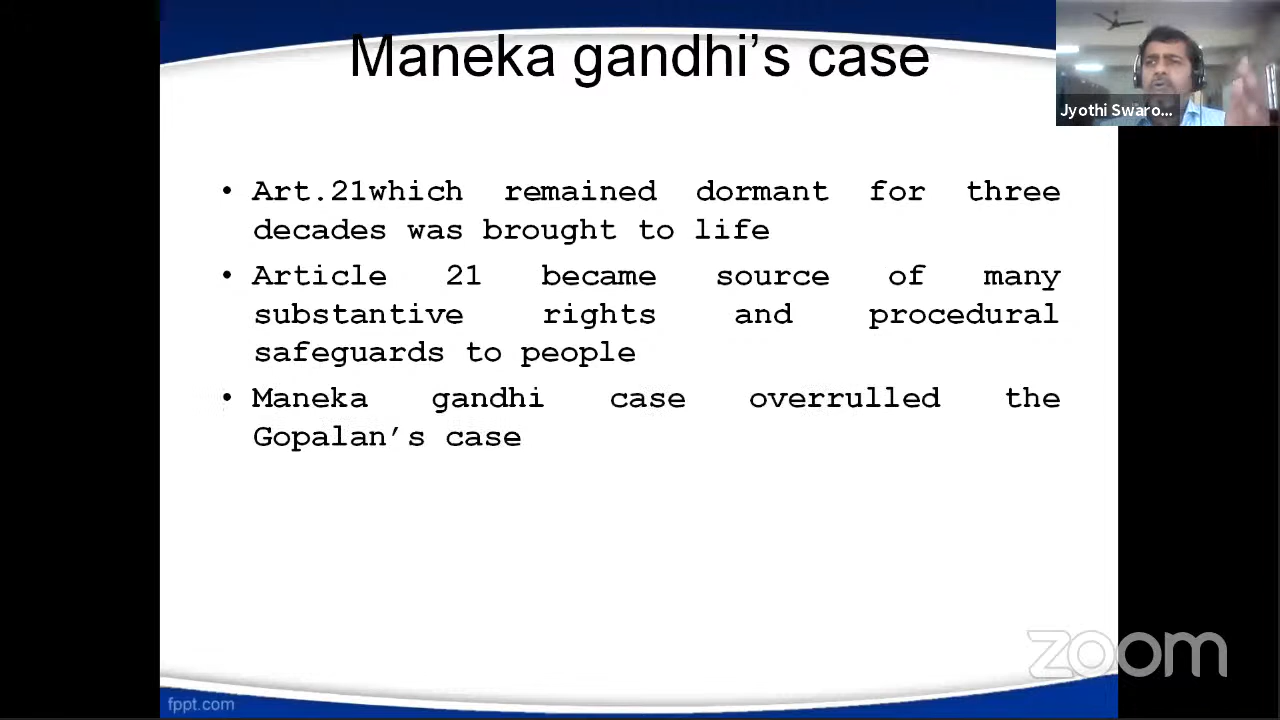 Maneka gandhi's case
Jyothi Swaro...
• Art.21which remained dormant for three
decades was brought to life
• Article 21 became source of many
substantive rights and procedural
safeguards to people
• Maneka gandhi case overrulled the
Gopalan's case
zoom
fppt.com